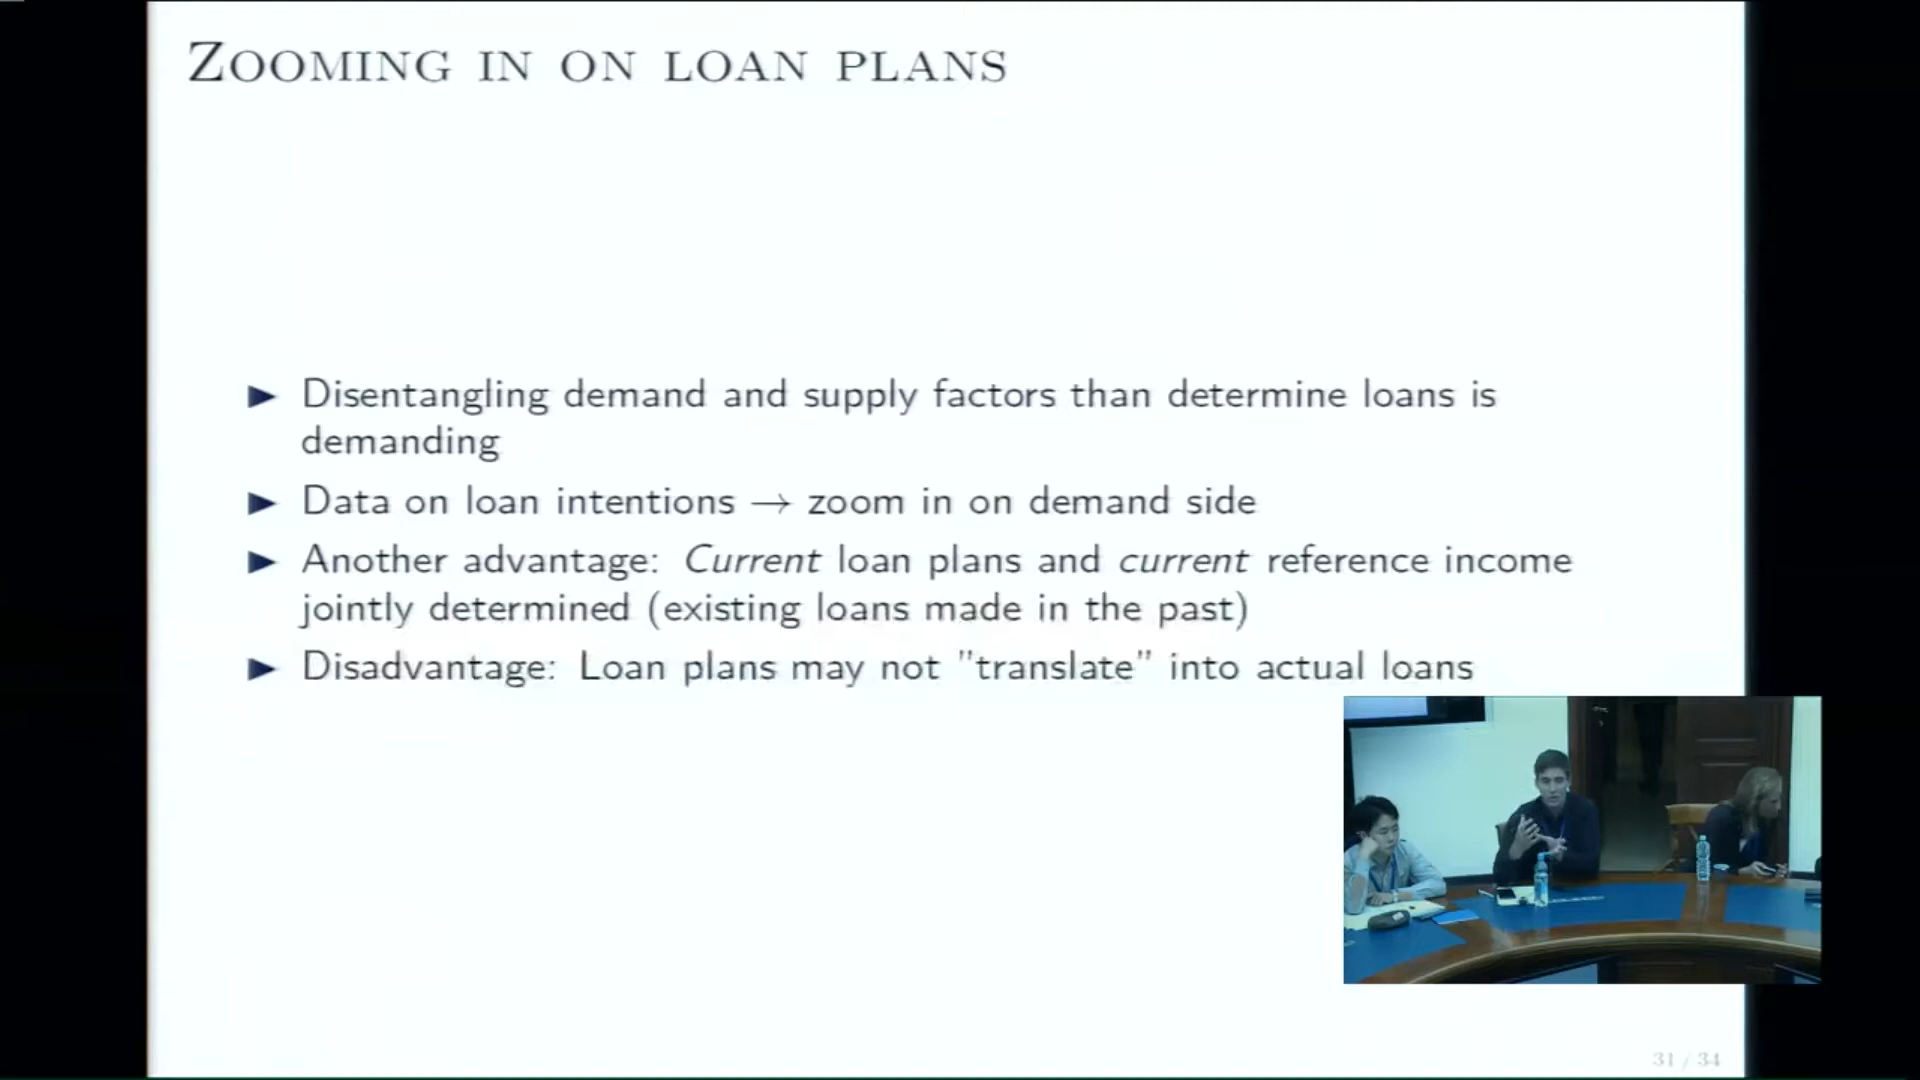 ZOOMING IN ON LOAN PLANS
► Disentangling demand and supply factors than determine loans is
demanding
► Data on loan intentions → zoom in on demand side
► Another advantage: Current loan plans and current reference income
jointly determined (existing loans made in the past)
► Disadvantage: Loan plans may not "translate" into actual loans
31 / 34